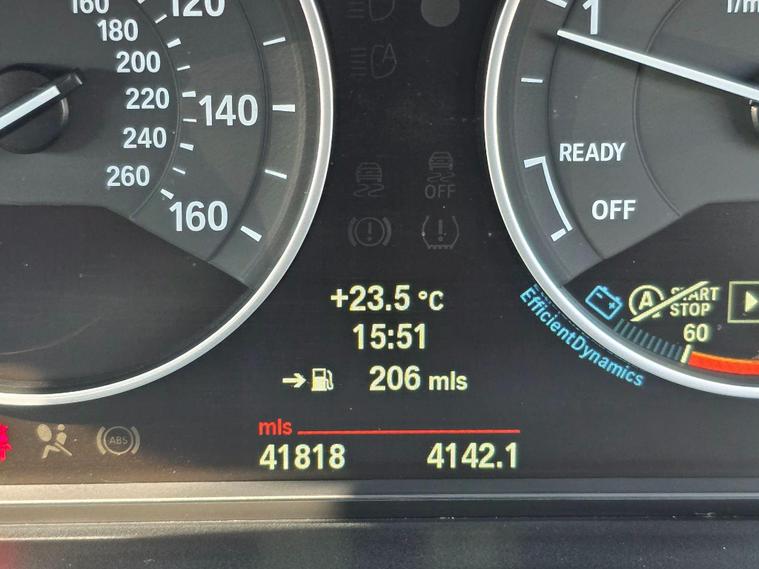 160
120
180
200
220
140
240
260
160
1
READY
OFF
OFF
ABS
+23.5 °C
15:51
206 mls
mls
41818
4142.1
A
START
STOP
60
EfficientDynamics